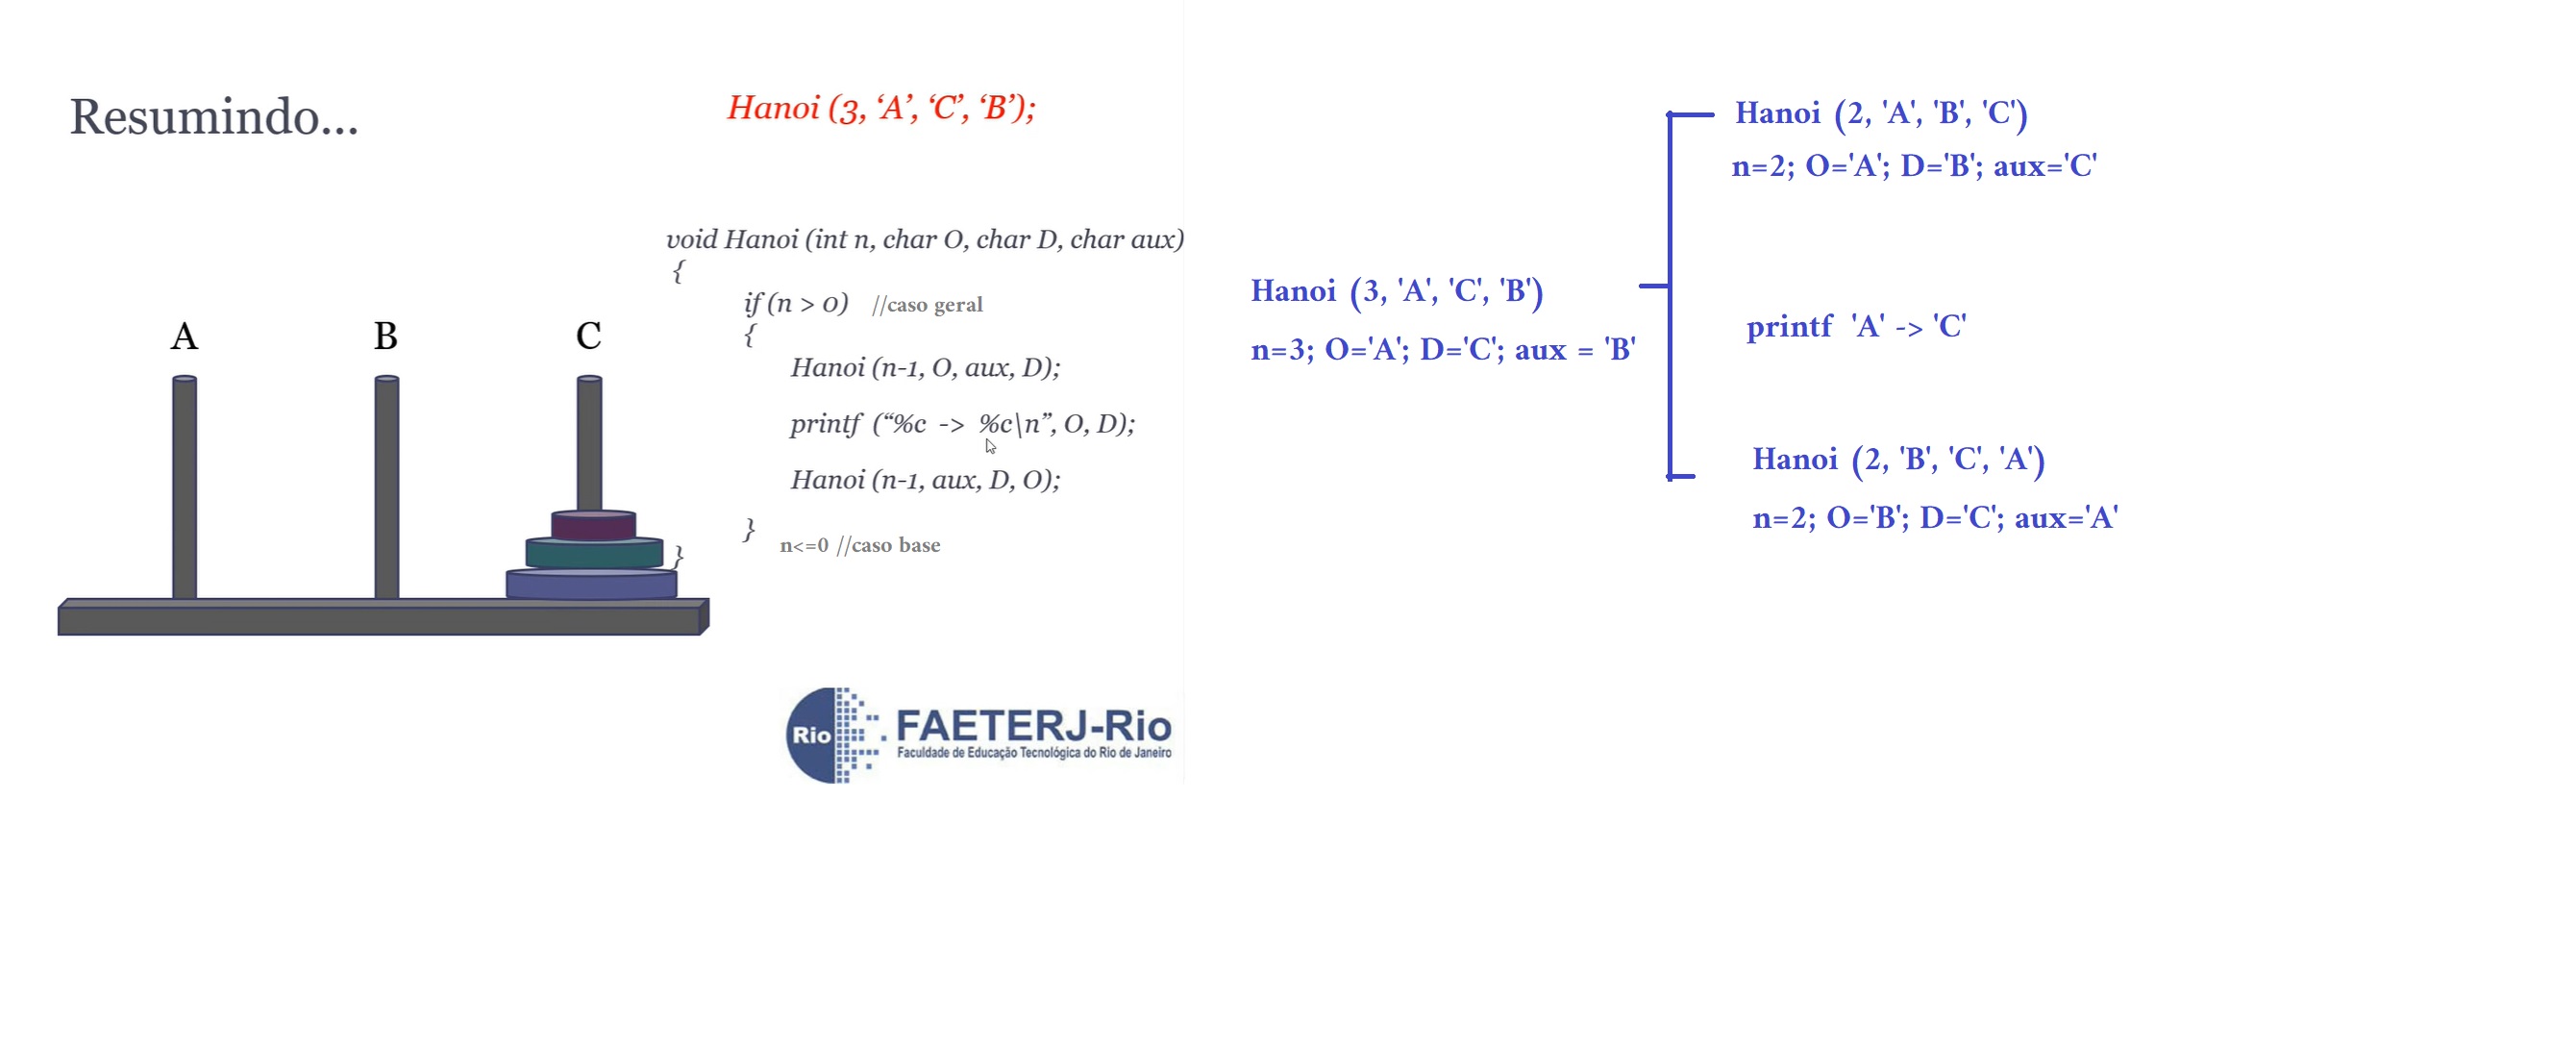 Resumindo...
Hanoi (3, ‘A’, ‘C’, ‘B’);
void Hanoi (int n, char O, char D, char aux)
{
if (n > 0) //caso geral
{
Hanoi (n-1, O, aux, D);
printf (“%c -> %c\n”, O, D);
Hanoi (n-1, aux, D, O);
}
n<=0 //caso base
}
A B C
Rio
FAETERJ-Rio
Faculdade de Educação Tecnológica do Rio de Janeiro
Hanoi (3, 'A', 'C', 'B')
n=3; O='A'; D='C'; aux = 'B'
Hanoi (2, 'A', 'B', 'C')
n=2; O='A'; D='B'; aux='C'
printf 'A' -> 'C'
Hanoi (2, 'B', 'C', 'A')
n=2; O='B'; D='C'; aux='A'